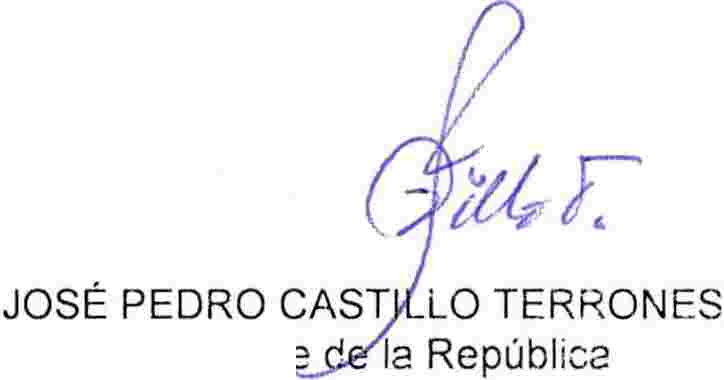 JOSÉ PEDRO CASTILLO TERRONES
e de la República